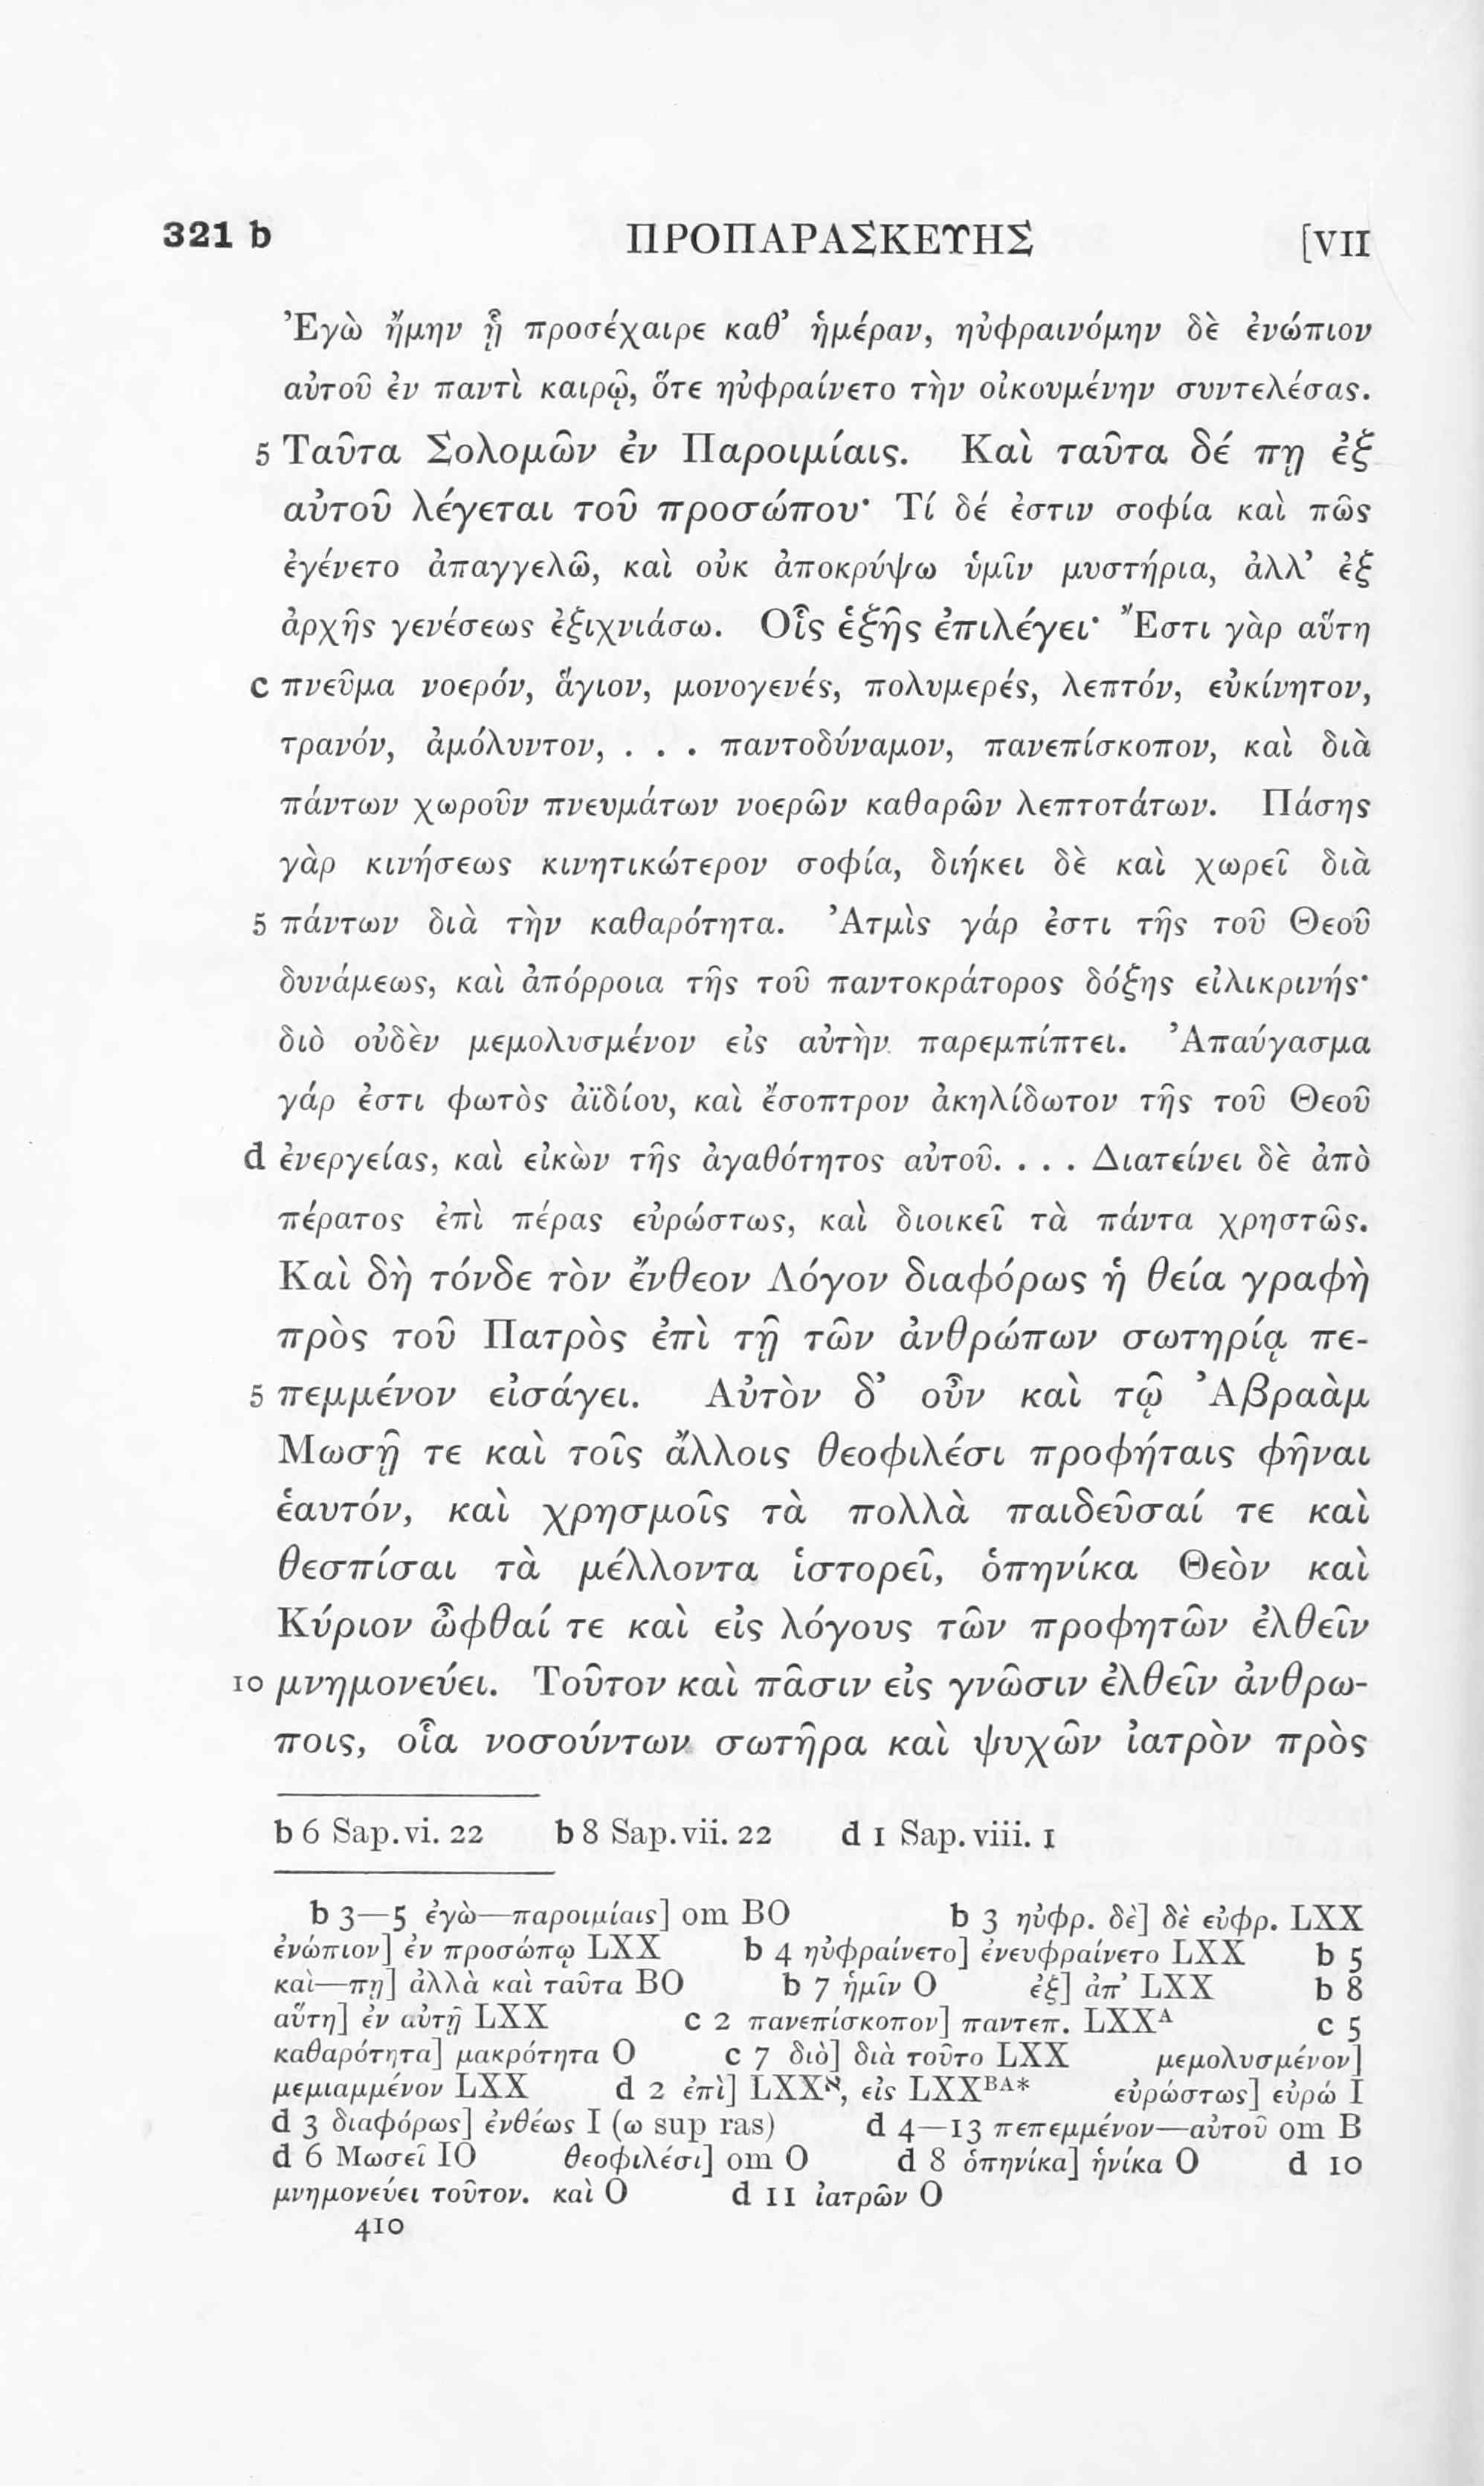 321 b ΠΡΟΠΑΡΑΣΚΕΥΗΣ [VII
Ἐγὼ ἤμην ᾗ προσέχαιρε καθ’ ἡμέραν, ηὐφραινόμην δὲ ἐνώπιον
αὐτοῦ ἐν παντὶ καιρῷ, ὅτε ηὐφραίνετο τὴν οἰκουμένην συντελέσας.
5 Ταῦτα Σολομῶν ἐν Παροιμίαις. Καὶ ταῦτα δέ πῃ ἐξ
αὐτοῦ λέγεται τοῦ προσώπου· Τί δέ ἐστιν σοφία καὶ πῶς
ἐγένετο ἀπαγγελῶ, καὶ οὐκ ἀποκρύψω ὑμῖν μυστήρια, ἀλλ’ ἐξ
ἀρχῆς γενέσεως ἐξιχνιάσω. Οἷς ἑξῆς ἐπιλέγει· Ἔστι γὰρ αὕτη
c πνεῦμα νοερόν, ἅγιον, μονογενές, πολυμερές, λεπτόν, εὐκίνητον,
τρανόν, ἀμόλυντον, . . . παντοδύναμον, πανεπίσκοπον, καὶ διὰ
πάντων χωροῦν πνευμάτων νοερῶν καθαρῶν λεπτοτάτων. Πάσης
γὰρ κινήσεως κινητικώτερον σοφία, διήκει δὲ καὶ χωρεῖ διὰ
5 πάντων διὰ τὴν καθαρότητα. Ἀτμὶς γάρ ἐστι τῆς τοῦ Θεοῦ
δυνάμεως, καὶ ἀπόρροια τῆς τοῦ παντοκράτορος δόξης εἰλικρινής·
διὸ οὐδὲν μεμολυσμένον εἰς αὐτὴν παρεμπίπτει. Ἀπαύγασμα
γάρ ἐστι φωτὸς ἀϊδίου, καὶ ἔσοπτρον ἀκηλίδωτον τῆς τοῦ Θεοῦ
d ἐνεργείας, καὶ εἰκὼν τῆς ἀγαθότητος αὐτοῦ. . . . Διατείνει δὲ ἀπὸ
πέρατος ἐπὶ πέρας εὐρώστως, καὶ διοικεῖ τὰ πάντα χρηστῶς.
Καὶ δὴ τόνδε τὸν ἔνθεον Λόγον διαφόρως ἡ θεία γραφὴ
πρὸς τοῦ Πατρὸς ἐπὶ τῇ τῶν ἀνθρώπων σωτηρίᾳ πε-
5 πεμμένον εἰσάγει. Αὐτὸν δ’ οὖν καὶ τῷ Ἀβραὰμ
Μωσῇ τε καὶ τοῖς ἄλλοις θεοφιλέσι προφήταις φῆναι
ἑαυτόν, καὶ χρησμοῖς τὰ πολλὰ παιδεῦσαί τε καὶ
θεσπίσαι τὰ μέλλοντα ἱστορεῖ, ὁπηνίκα Θεὸν καὶ
Κύριον ὦφθαί τε καὶ εἰς λόγους τῶν προφητῶν ἐλθεῖν
10 μνημονεύει. Τοῦτον καὶ πᾶσιν εἰς γνῶσιν ἐλθεῖν ἀνθρώ-
ποις, οἷα νοσούντων σωτῆρα καὶ ψυχῶν ἰατρὸν πρὸς
b 6 Sap. vi. 22 b 8 Sap. vii. 22 d 1 Sap. viii. 1
b 3—5 ἐγὼ—παροιμίαις] om BO b 3 ηὐφρ. δὲ] δὲ εὐφρ. LXX
ἐνώπιον] ἐν προσώπῳ LXX b 4 ηὐφραίνετο] ἐνευφραίνετο LXX b 5
καὶ—πῃ] ἀλλὰ καὶ ταῦτα BO b 7 ἡμῖν O ἐξ] ἀπ’ LXX b 8
αὕτη] ἐν αὐτῇ LXX c 2 πανεπίσκοπον] παντεπ. LXXᴬ c 5
καθαρότητα] μακρότητα O c 7 διὸ] διὰ τοῦτο LXX μεμολυσμένον]
μεμιαμμένον LXX d 2 ἐπὶ] LXXא, εἰς LXXᴮᴬ* εὐρώστως] εὐρώ I
d 3 διαφόρως] ἐνθέως I (ω sup ras) d 4—13 πεπεμμένον—αὐτοῦ om B
d 6 Μωσεῖ IO θεοφιλέσι] om O d 8 ὁπηνίκα] ἡνίκα O d 10
μνημονεύει τοῦτον. καὶ O d 11 ἰατρῶν O
410